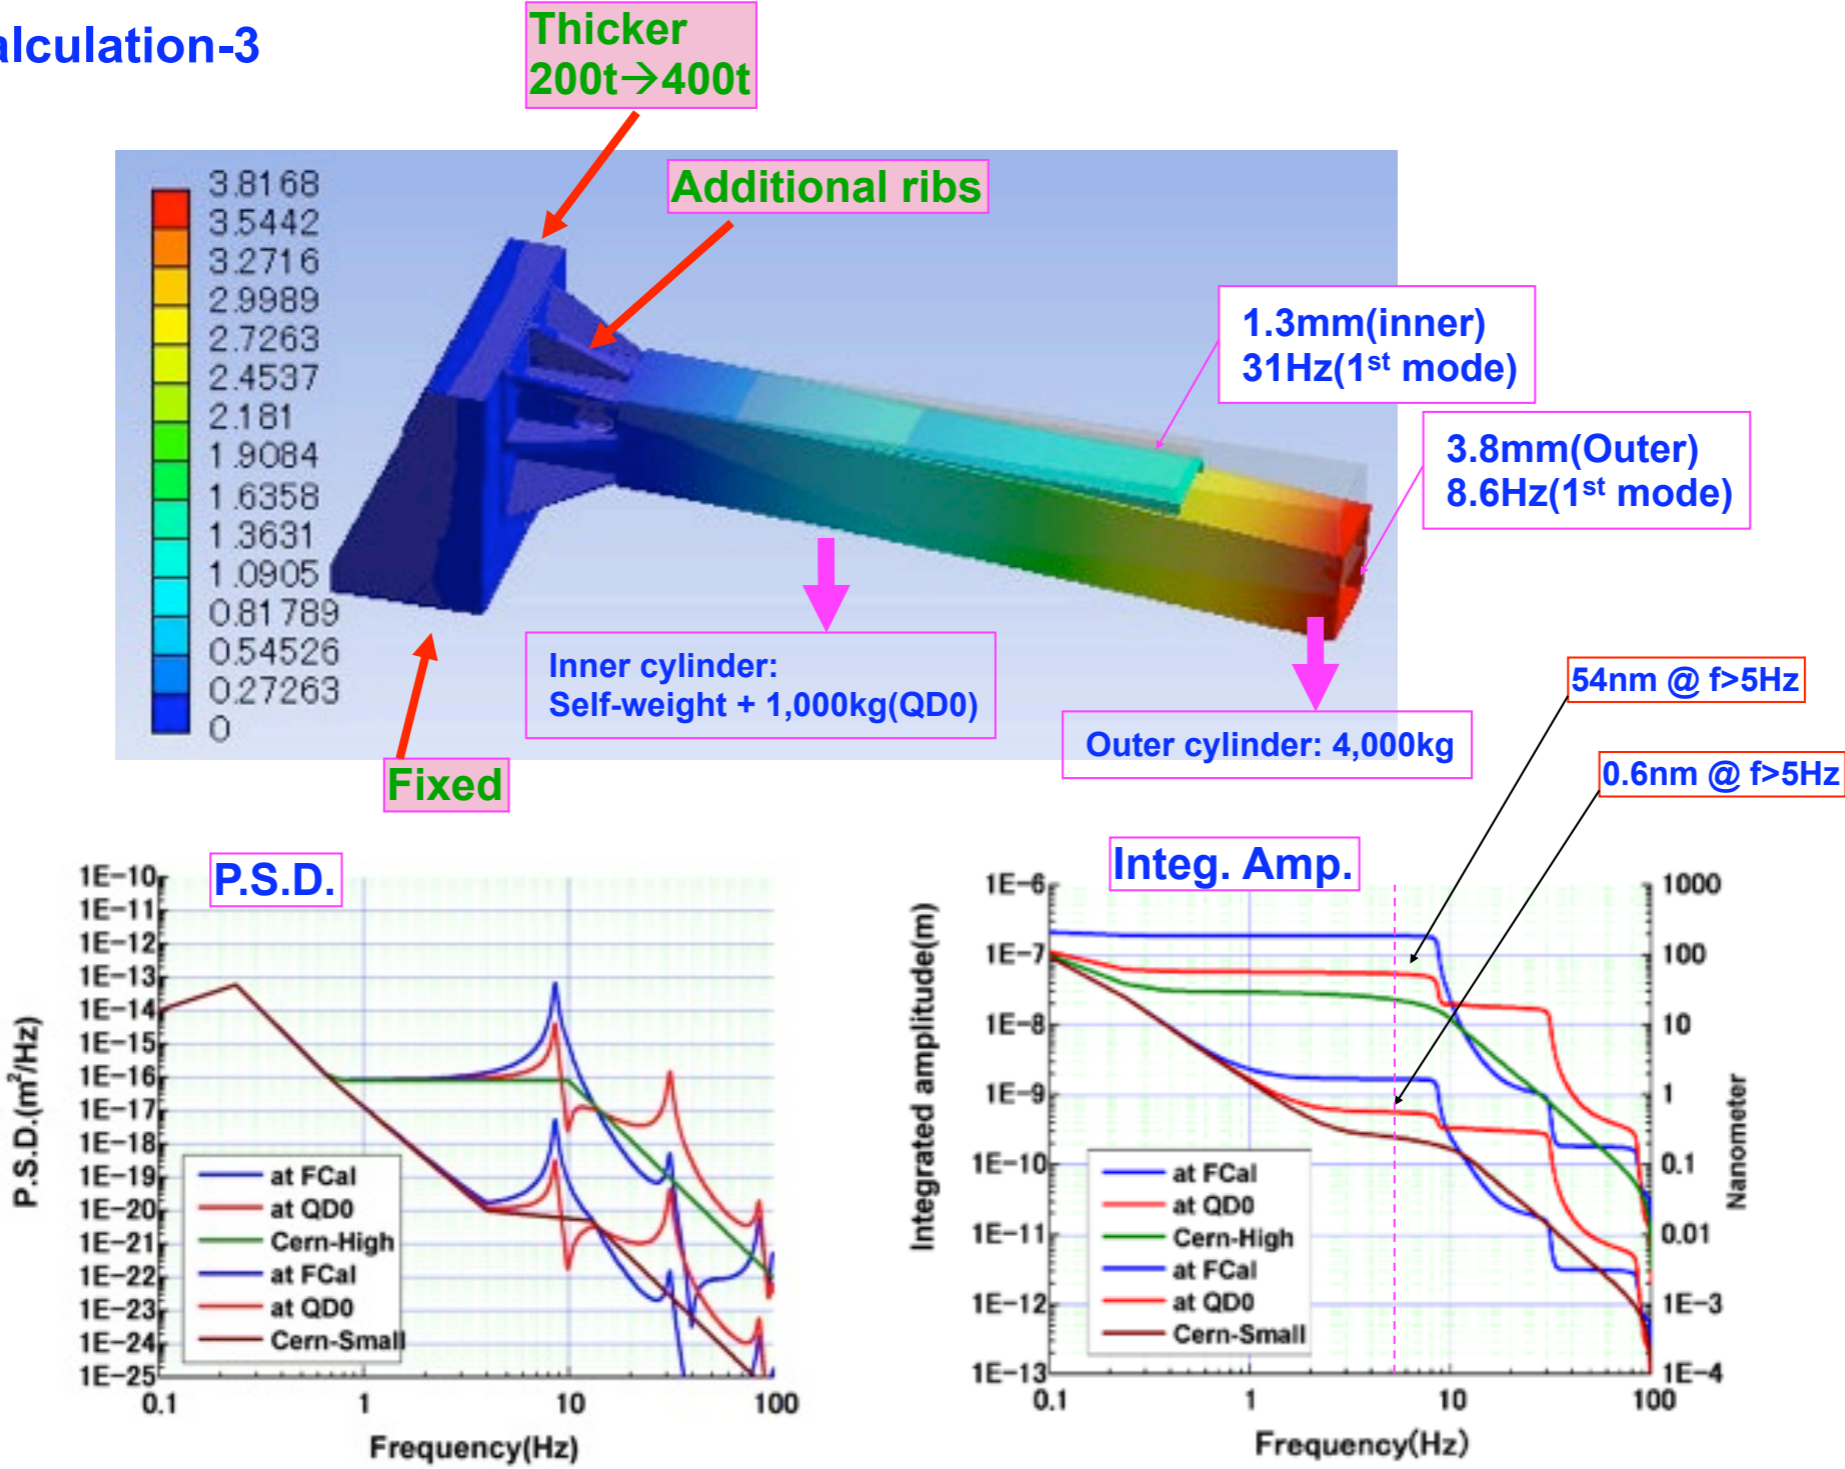 alculation-3
Thicker
200t→400t
Additional ribs
3.8168
3.5442
3.2716
2.9989
2.7263
2.4537
2.181
1.9084
1.6358
1.3631
1.0905
0.81789
0.54526
0.27263
0
1.3mm(inner)
31Hz(1st mode)
3.8mm(Outer)
8.6Hz(1st mode)
Inner cylinder:
Self-weight + 1,000kg(QD0)
Outer cylinder: 4,000kg
Fixed
54nm @ f>5Hz
0.6nm @ f>5Hz
P.S.D.
P.S.D.(m²/Hz)
1E-10
1E-11
1E-12
1E-13
1E-14
1E-15
1E-16
1E-17
1E-18
1E-19
1E-20
1E-21
1E-22
1E-23
1E-24
1E-25
at FCal
at QD0
Cern-High
at FCal
at QD0
Cern-Small
0.1 1 10 100
Frequency(Hz)
Integ. Amp.
Integrated amplitude(m)
1E-6
1E-7
1E-8
1E-9
1E-10
1E-11
1E-12
1E-13
at FCal
at QD0
Cern-High
at FCal
at QD0
Cern-Small
1000
100
10
1
0.1
0.01
1E-3
1E-4
Nanometer
0.1 1 10 100
Frequency(Hz)